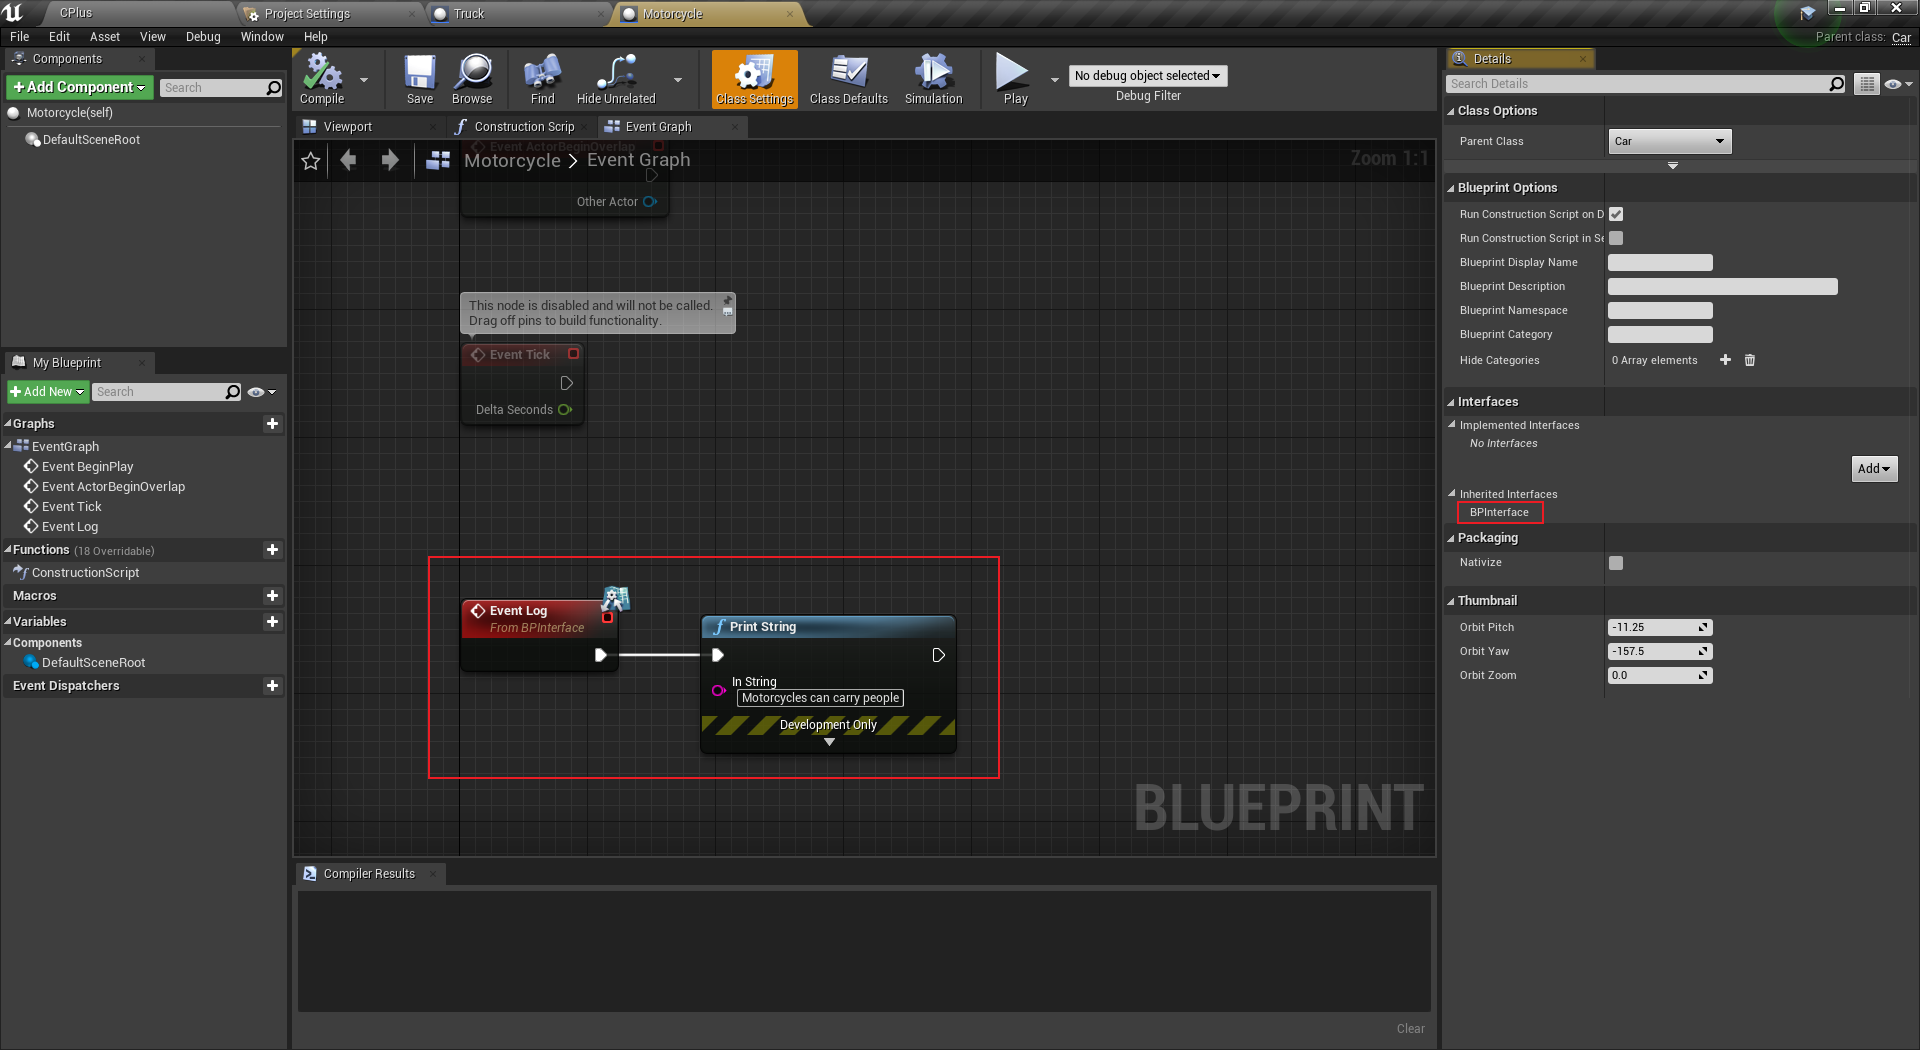 CPlus
Project Settings
Truck
Motorcycle
File
Edit
Asset
View
Debug
Window
Help
Parent class:
Car
Components
+Add Component
Search
Motorcycle(self)
DefaultSceneRoot
Compile
Save
Browse
Find
Hide Unrelated
Class Settings
Class Defaults
Simulation
Play
No debug object selected
Debug Filter
Viewport
Construction Scrip
Event Graph
Motorcycle > Event Graph
Zoom 1:1
Event ActorBeginOverlap
Other Actor
This node is disabled and will not be called.
Drag off pins to build functionality.
Event Tick
Delta Seconds
Event Log
From BPInterface
Print String
In String
Motorcycles can carry people
Development Only
BLUEPRINT
My Blueprint
+Add New
Search
Graphs
EventGraph
Event BeginPlay
Event ActorBeginOverlap
Event Tick
Event Log
Functions (18 Overridable)
ConstructionScript
Macros
Variables
Components
DefaultSceneRoot
Event Dispatchers
Compiler Results
Clear
Details
Search Details
Class Options
Parent Class
Car
Blueprint Options
Run Construction Script on D
Run Construction Script in Se
Blueprint Display Name
Blueprint Description
Blueprint Namespace
Blueprint Category
Hide Categories
0 Array elements
Interfaces
Implemented Interfaces
No Interfaces
Add
Inherited Interfaces
BPInterface
Packaging
Nativize
Thumbnail
Orbit Pitch
-11.25
Orbit Yaw
-157.5
Orbit Zoom
0.0